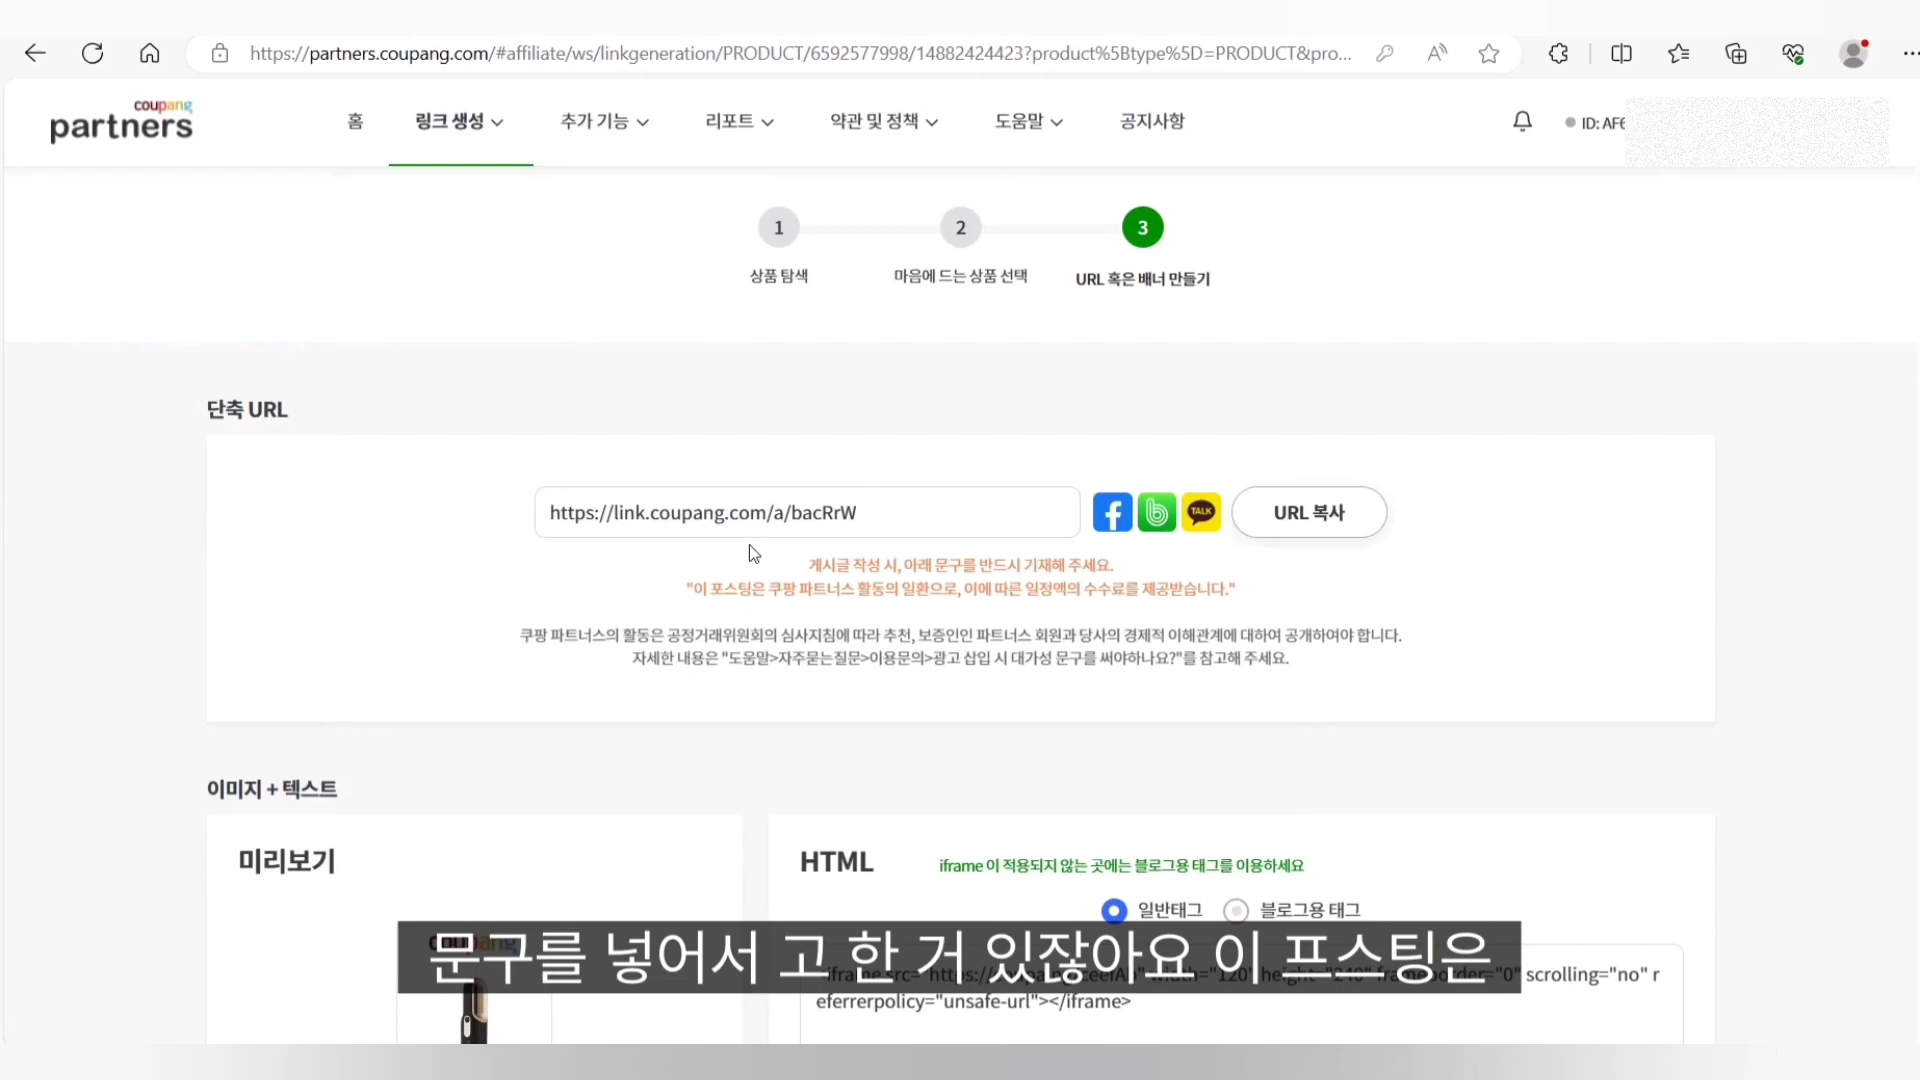 https://partners.coupang.com/#affiliate/ws/linkgeneration/PRODUCT/6592577998/14882424423?product%5Btype%5D=PRODUCT&pro...
coupang
partners
홈
링크 생성
추가 기능
리포트
약관 및 정책
도움말
공지사항
ID: AF6
1
2
3
상품 탐색
마음에 드는 상품 선택
URL 혹은 배너 만들기
단축 URL
https://link.coupang.com/a/bacRrW
TALK
URL 복사
게시글 작성 시, 아래 문구를 반드시 기재해 주세요.
"이 포스팅은 쿠팡 파트너스 활동의 일환으로, 이에 따른 일정액의 수수료를 제공받습니다."
쿠팡 파트너스의 활동은 공정거래위원회의 심사지침에 따라 추천, 보증인인 파트너스 회원과 당사의 경제적 이해관계에 대하여 공개하여야 합니다.
자세한 내용은 "도움말>자주묻는질문>이용문의>광고 삽입 시 대가성 문구를 써야하나요?"를 참고해 주세요.
이미지 + 텍스트
미리보기
HTML
iframe 이 적용되지 않는 곳에는 블로그용 태그를 이용하세요
일반태그
블로그용 태그
coupang
문구를 넣어서 고 한 거 있잖아요 이 프스팅은
scrolling="no" r
eferrerpolicy="unsafe-url"></iframe>